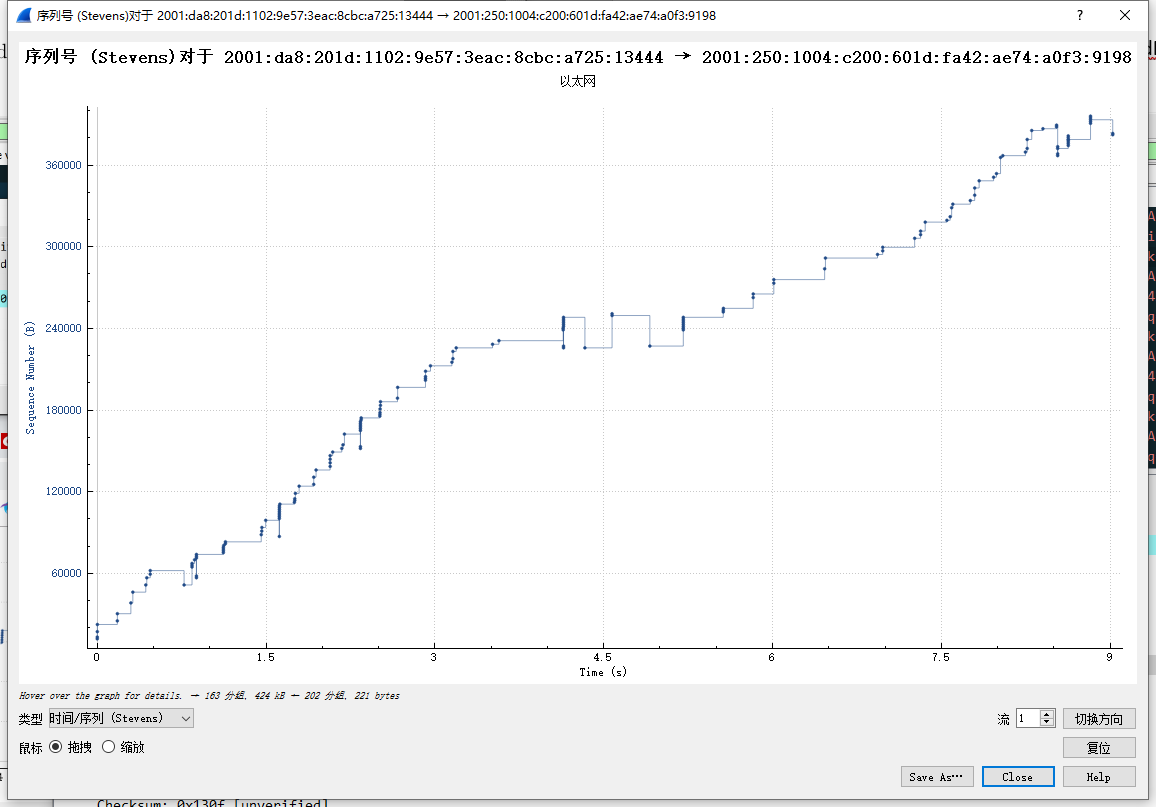 序列号 (Stevens)对于 2001:da8:201d:1102:9e57:3eac:8cbc:a725:13444 → 2001:250:1004:c200:601d:fa42:ae74:a0f3:9198
?
序列号 (Stevens)对于 2001:da8:201d:1102:9e57:3eac:8cbc:a725:13444 → 2001:250:1004:c200:601d:fa42:ae74:a0f3:9198
以太网
360000
300000
240000
180000
120000
60000
Sequence Number (B)
0 1.5 3 4.5 6 7.5 9
Time (s)
Hover over the graph for details. → 163 分组, 424 kB ← 202 分组, 221 bytes
类型 时间/序列 (Stevens) 流 1 切换方向
鼠标 拖拽 缩放 复位
Save As… Close Help
Checksum: 0x130f [unverified]